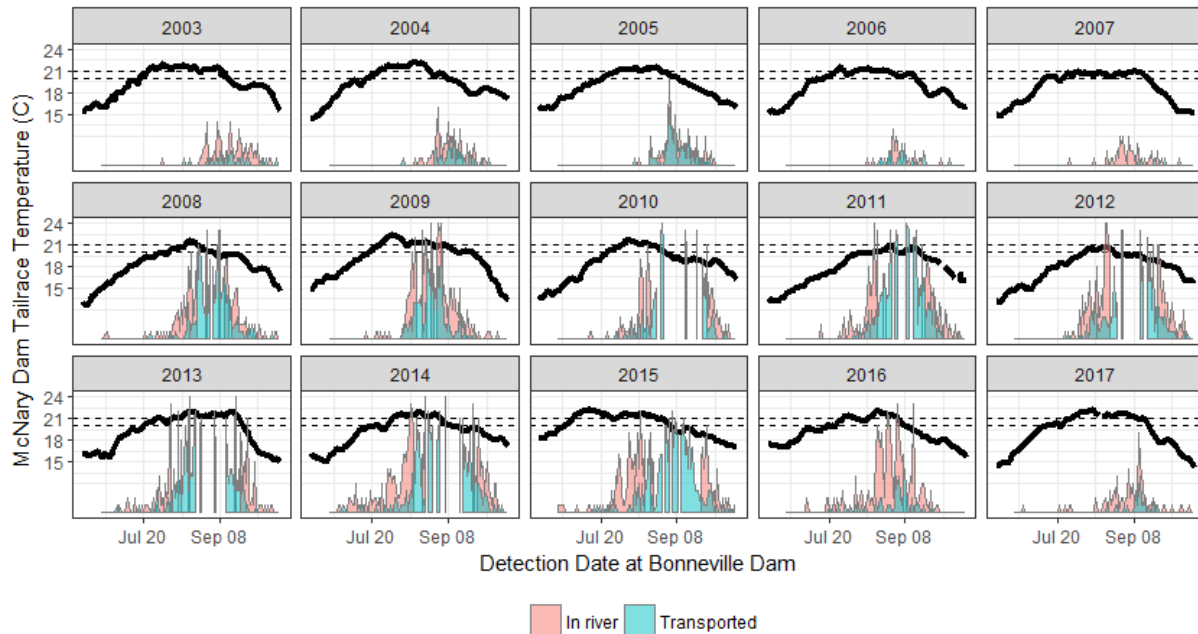 2003 2004 2005 2006 2007
24
21
18
15
2008 2009 2010 2011 2012
24
21
18
15
2013 2014 2015 2016 2017
24
21
18
15
McNary Dam Tailrace Temperature (C)
Jul 20 Sep 08 Jul 20 Sep 08 Jul 20 Sep 08 Jul 20 Sep 08 Jul 20 Sep 08
Detection Date at Bonneville Dam
In river Transported